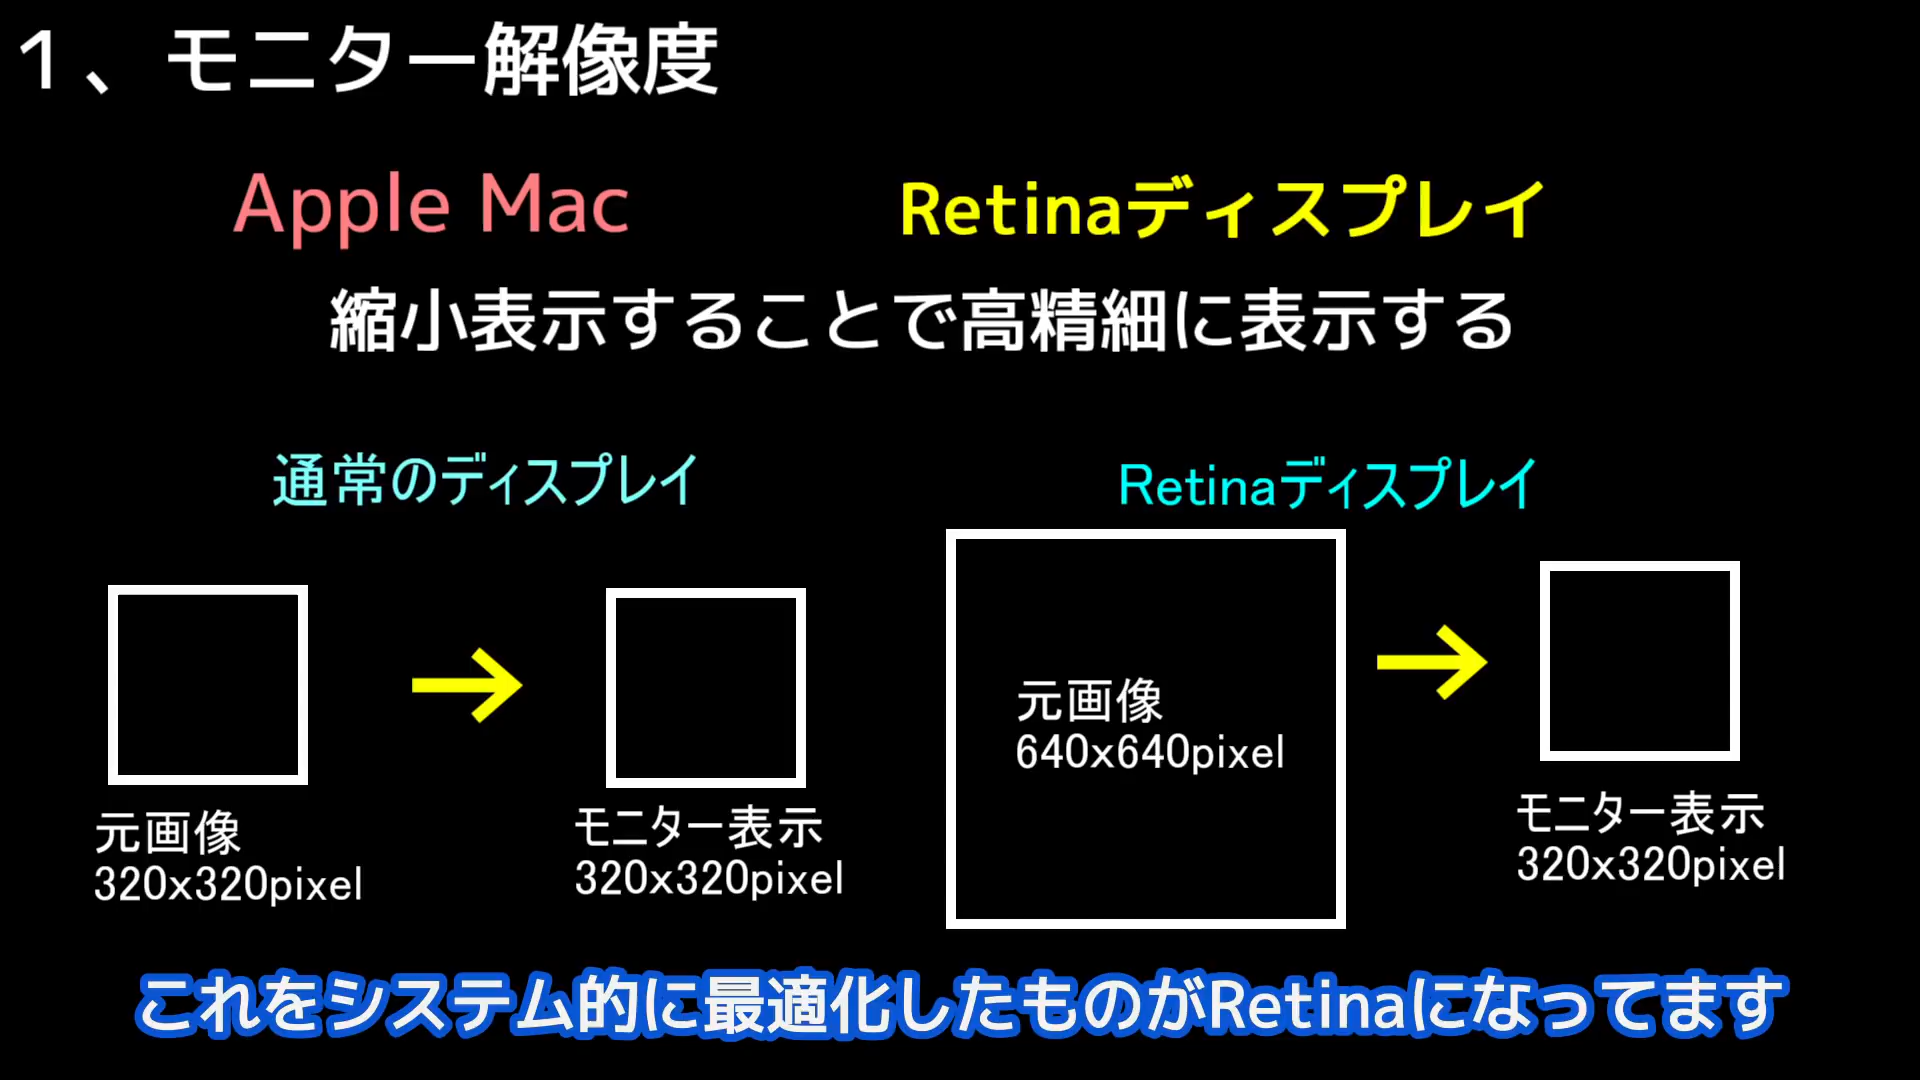 １、モニター解像度
Apple Mac
Retinaディスプレイ
縮小表示することで高精細に表示する
通常のディスプレイ
Retinaディスプレイ
元画像
320x320pixel
モニター表示
320x320pixel
元画像
640x640pixel
モニター表示
320x320pixel
これをシステム的に最適化したものがRetinaになってます